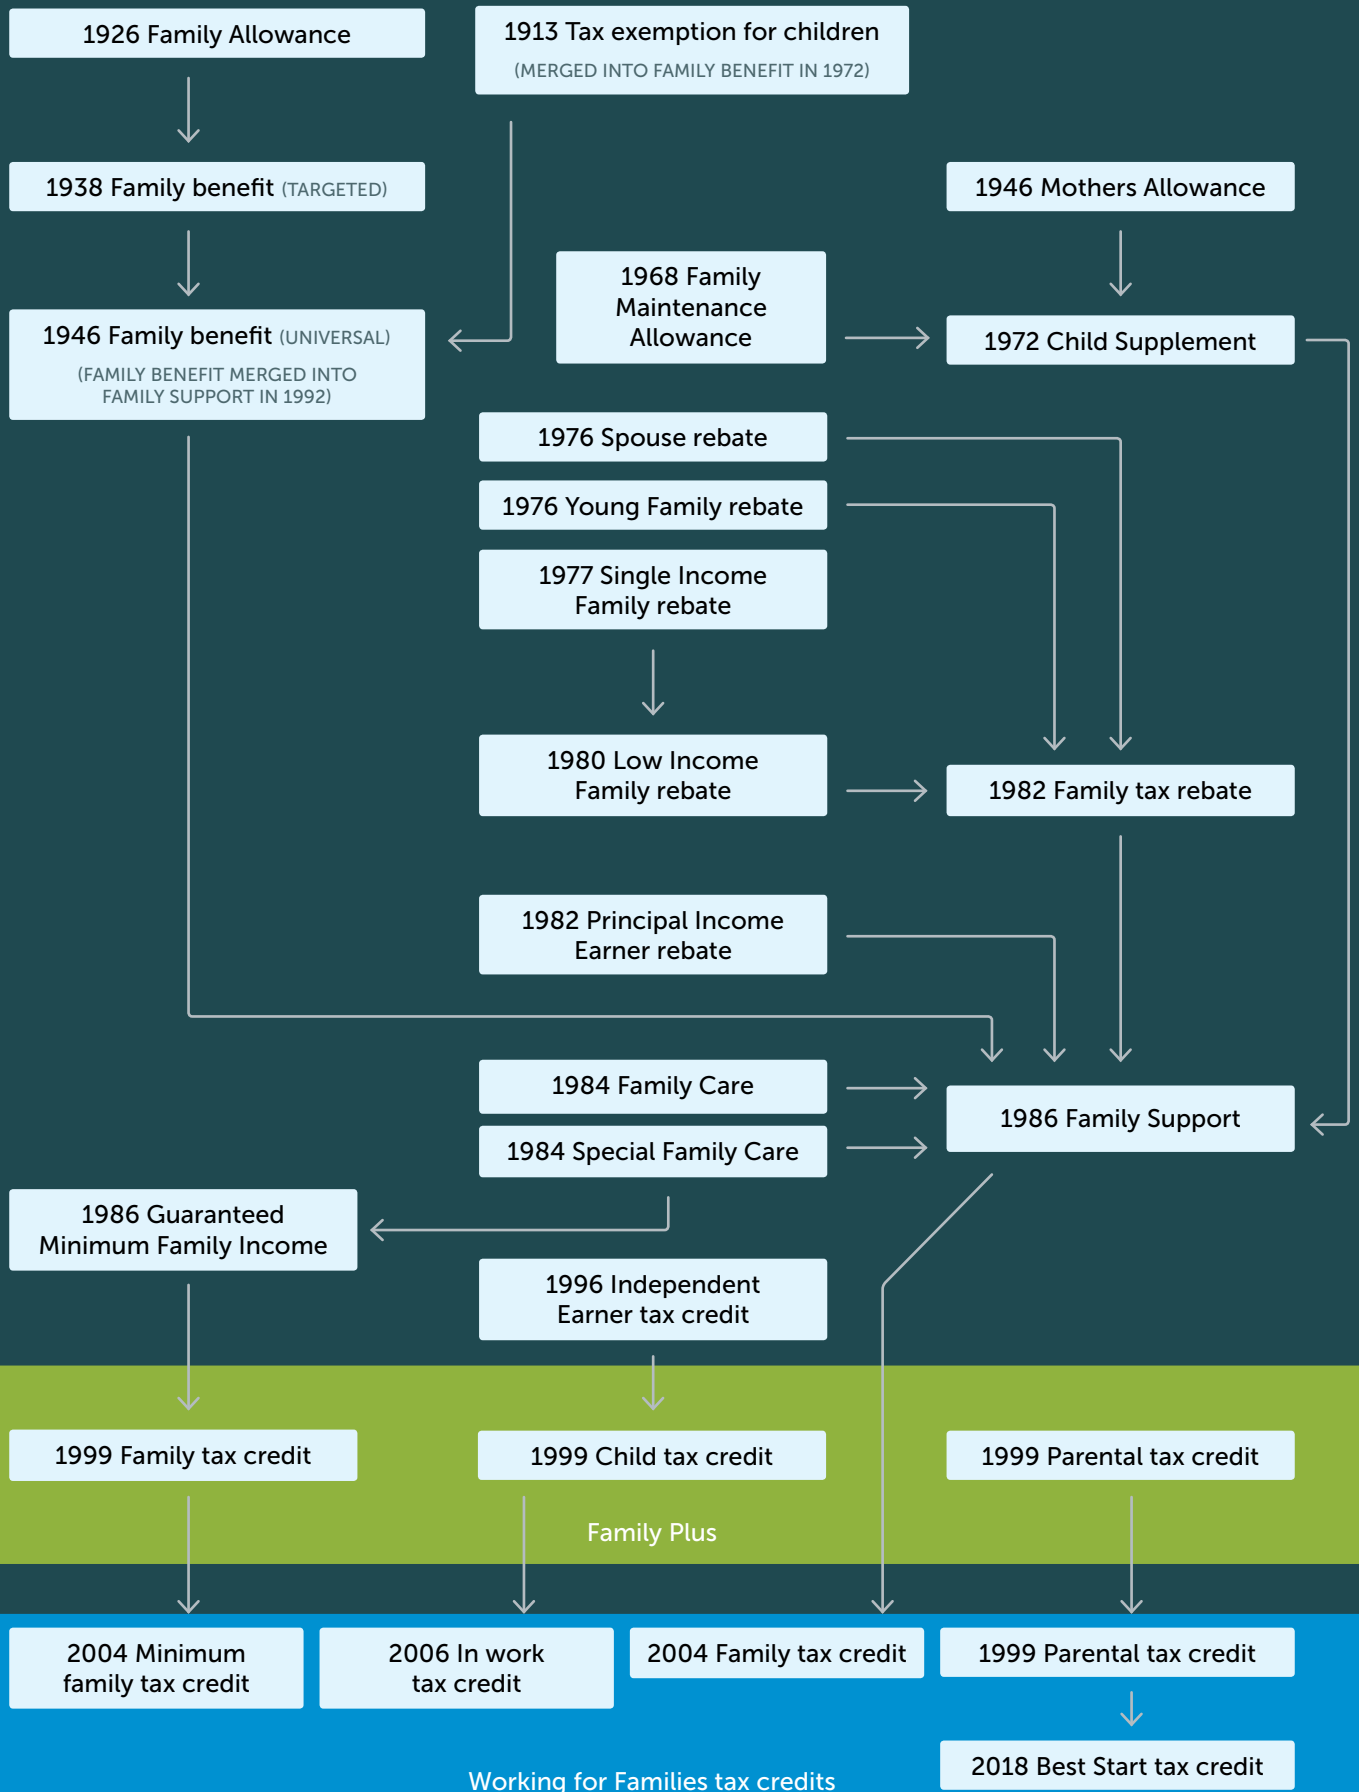 1926 Family Allowance
1913 Tax exemption for children
(MERGED INTO FAMILY BENEFIT IN 1972)
1938 Family benefit (TARGETED)
1946 Mothers Allowance
1968 Family
Maintenance
Allowance
1946 Family benefit (UNIVERSAL)
(FAMILY BENEFIT MERGED INTO
FAMILY SUPPORT IN 1992)
1972 Child Supplement
1976 Spouse rebate
1976 Young Family rebate
1977 Single Income
Family rebate
1980 Low Income
Family rebate
1982 Family tax rebate
1982 Principal Income
Earner rebate
1984 Family Care
1986 Family Support
1984 Special Family Care
1986 Guaranteed
Minimum Family Income
1996 Independent
Earner tax credit
1999 Family tax credit
1999 Child tax credit
1999 Parental tax credit
Family Plus
2004 Minimum
family tax credit
2006 In work
tax credit
2004 Family tax credit
1999 Parental tax credit
2018 Best Start tax credit
Working for Families tax credits